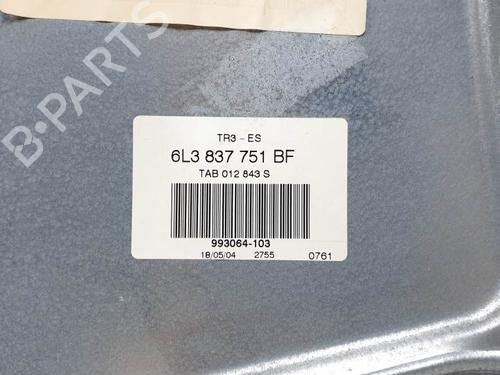 B-PARTS
TR3 - ES
6L3 837 751 BF
TAB 012 843 S
993064-103
18/05/04 2755 0761